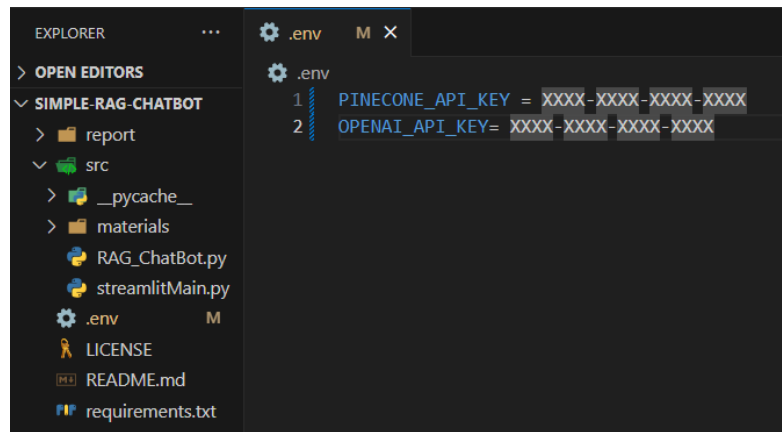 EXPLORER ...
.env M ×
> OPEN EDITORS
.env
SIMPLE-RAG-CHATBOT
1 PINECONE_API_KEY = XXXX-XXXX-XXXX-XXXX
2 OPENAI_API_KEY= XXXX-XXXX-XXXX-XXXX
report
src
__pycache__
materials
RAG_ChatBot.py
streamlitMain.py
.env M
LICENSE
README.md
requirements.txt